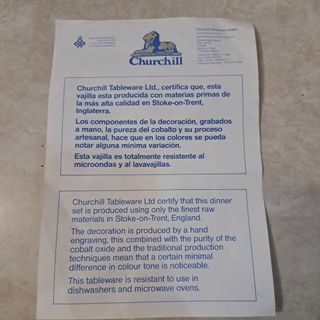 Churchill
Churchill Tableware Ltd., certifica que, esta
vajilla esta producida con materias primas de
la más alta calidad en Stoke-on-Trent,
Inglaterra.
Los componentes de la decoración, grabados
a mano, la pureza del cobalto y su proceso
artesanal, hace que en los colores se pueda
notar alguna mínima variación.
Esta vajilla es totalmente resistente al
microondas y al lavavajillas.
Churchill Tableware Ltd certify that this dinner
set is produced using only the finest raw
materials in Stoke-on-Trent, England.
The decoration is produced by a hand
engraving, this combined with the purity of the
cobalt oxide and the traditional production
techniques mean that a certain minimal
difference in colour tone is noticeable.
This tableware is resistant to use in
dishwashers and microwave ovens.